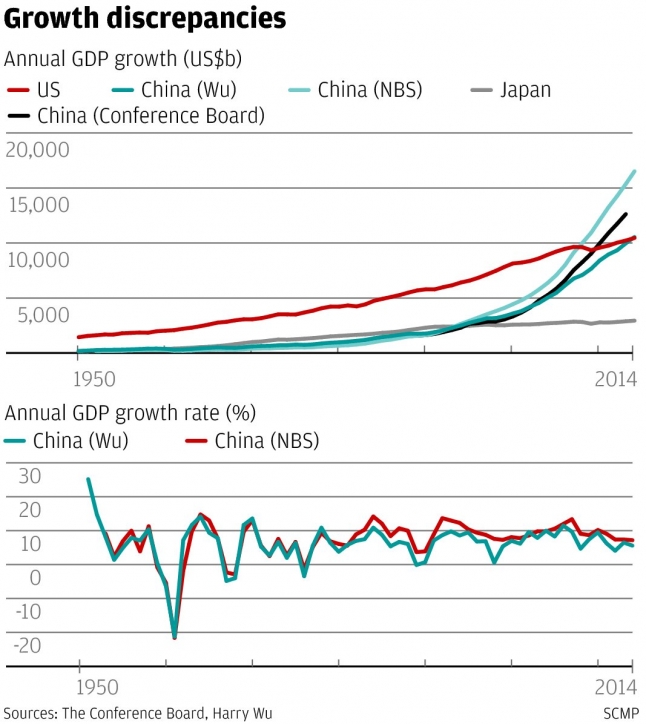 Growth discrepancies
Annual GDP growth (US$b)
US China (Wu) China (NBS) Japan
China (Conference Board)
20,000
15,000
10,000
5,000
1950 2014
Annual GDP growth rate (%)
China (Wu) China (NBS)
30
20
10
0
-10
-20
1950 2014
Sources: The Conference Board, Harry Wu SCMP